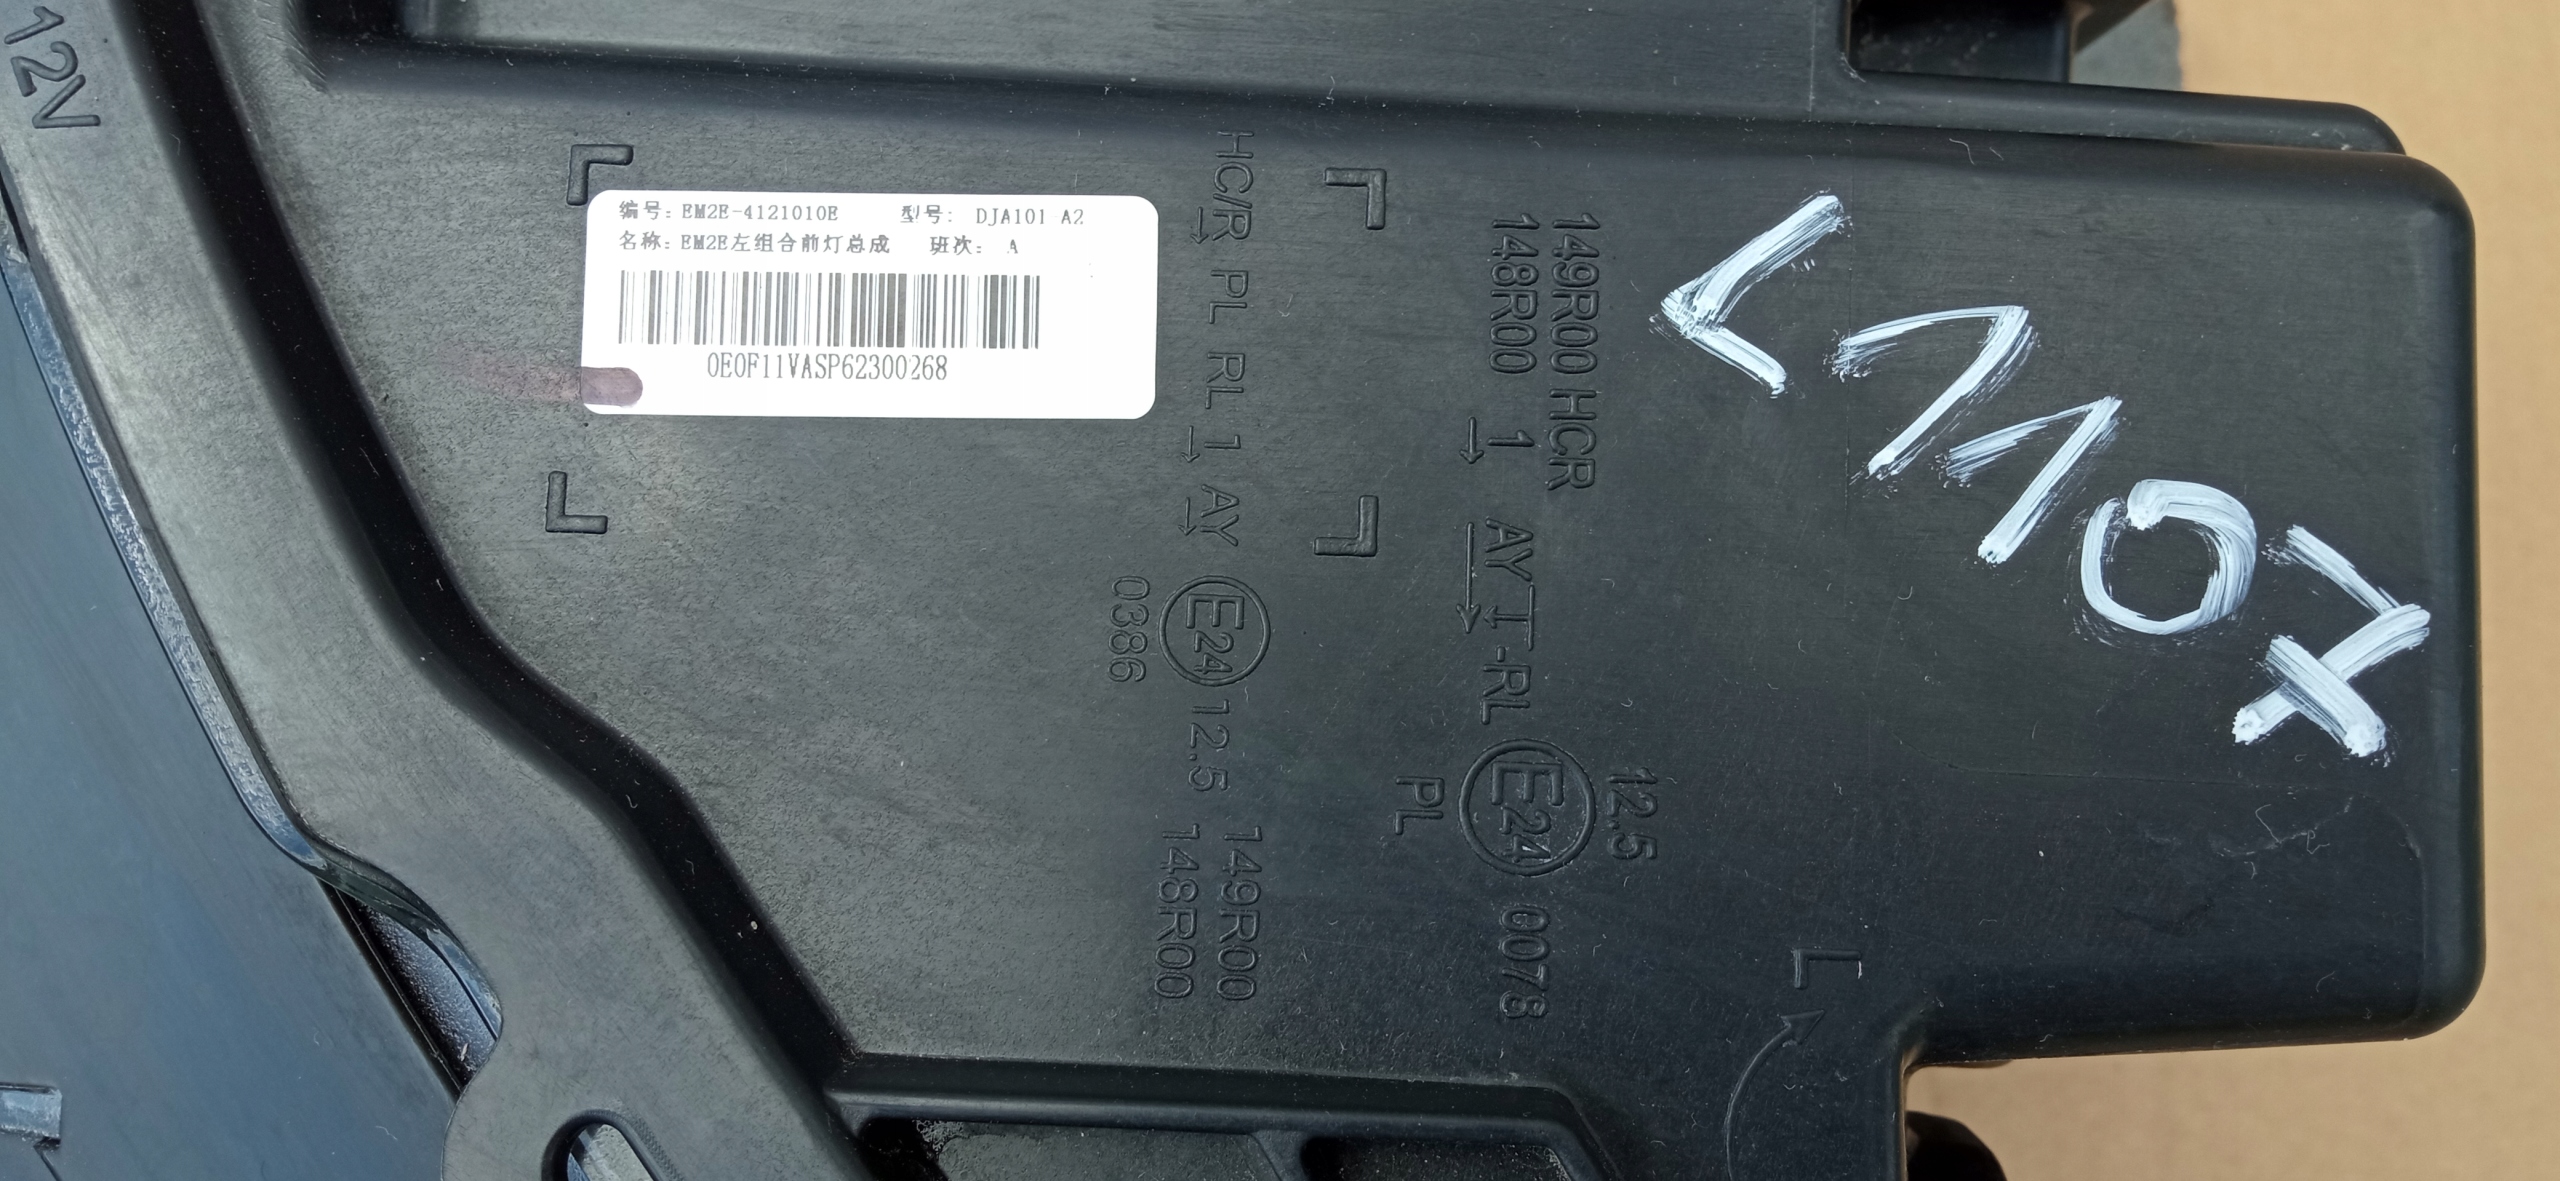 12V
编号: EM2E-4121010E 型号: DJA101-A2
名称: EM2E左组合前灯总成 班次: A
0E0F11VASP62300268
HC/R PL RL 1 AY E24 12.5 149R00
0386 148R00
149R00 HCR 12.5
148R00 1 AY T-RL E24 0078
PL
L
L1107